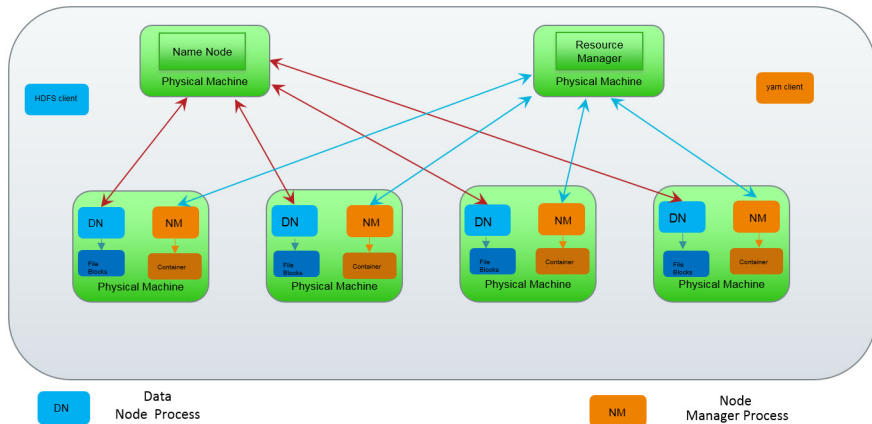 Name Node
Physical Machine
Resource
Manager
Physical Machine
HDFS client
yarn client
DN
NM
File
Blocks
Container
Physical Machine
DN
NM
File
Blocks
Container
Physical Machine
DN
NM
File
Blocks
Container
Physical Machine
DN
NM
File
Blocks
Container
Physical Machine
DN
Data
Node Process
NM
Node
Manager Process